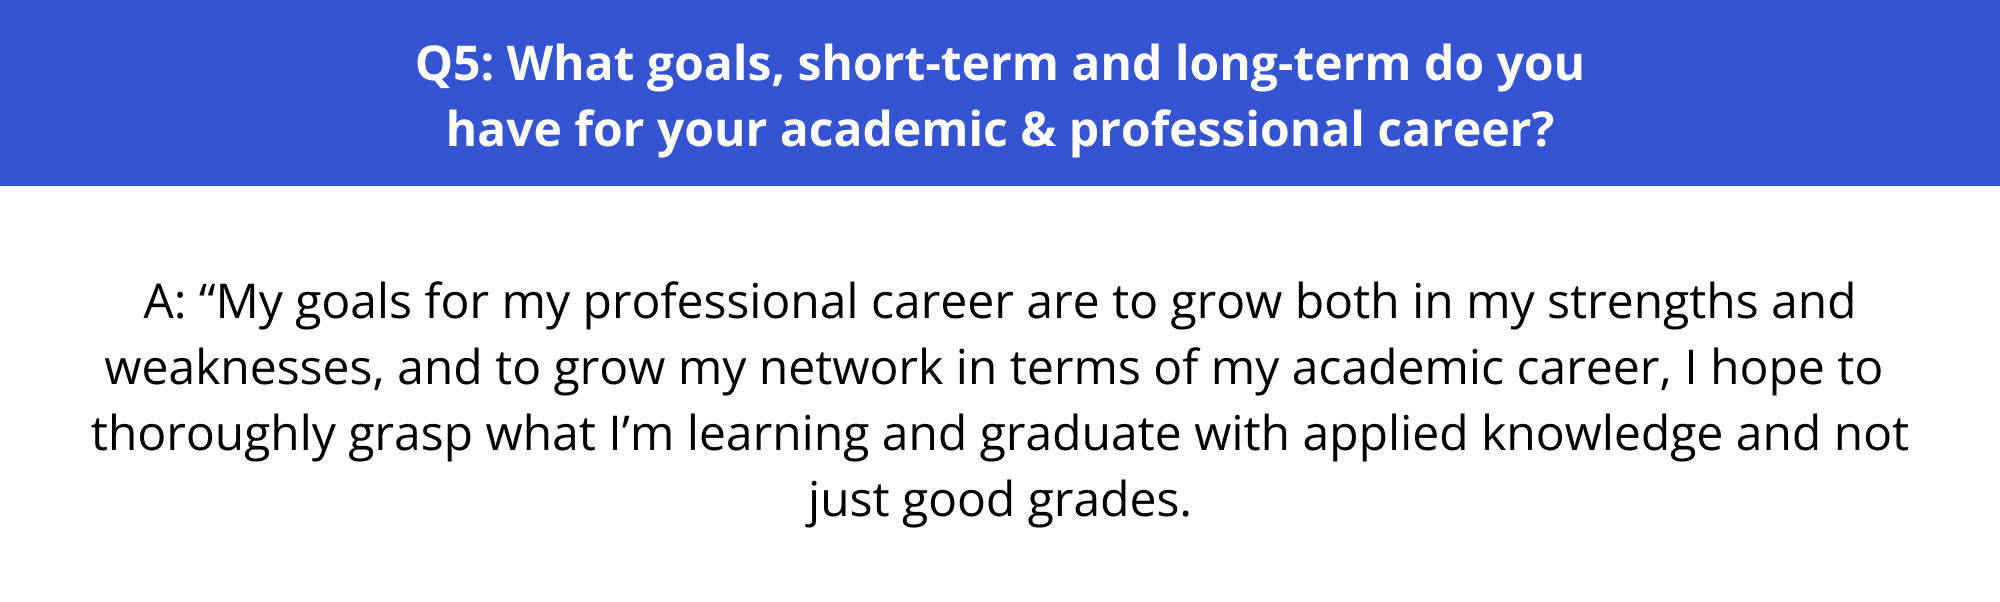 Q5: What goals, short-term and long-term do you
have for your academic & professional career?
A: “My goals for my professional career are to grow both in my strengths and
weaknesses, and to grow my network in terms of my academic career, I hope to
thoroughly grasp what I’m learning and graduate with applied knowledge and not
just good grades.